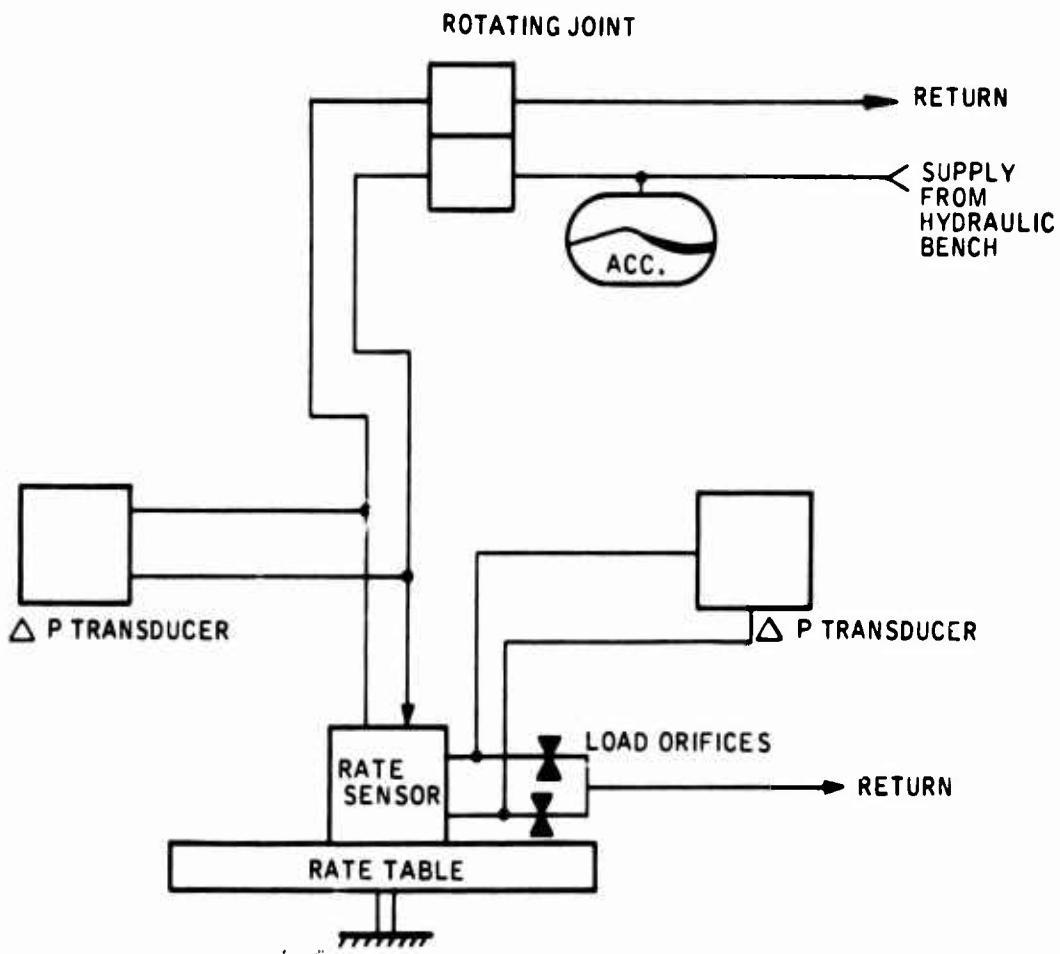 ROTATING JOINT
RETURN
SUPPLY
FROM
HYDRAULIC
BENCH
ACC.
△ P TRANSDUCER
△ P TRANSDUCER
LOAD ORIFICES
RATE
SENSOR
RETURN
RATE TABLE